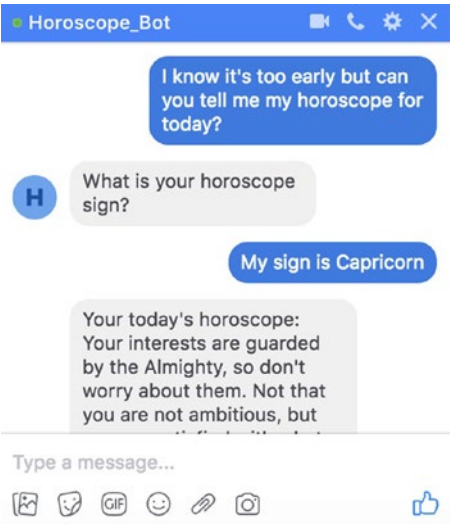 Horoscope_Bot
I know it's too early but can
you tell me my horoscope for
today?
H
What is your horoscope
sign?
My sign is Capricorn
Your today's horoscope:
Your interests are guarded
by the Almighty, so don't
worry about them. Not that
you are not ambitious, but
Type a message...
GIF